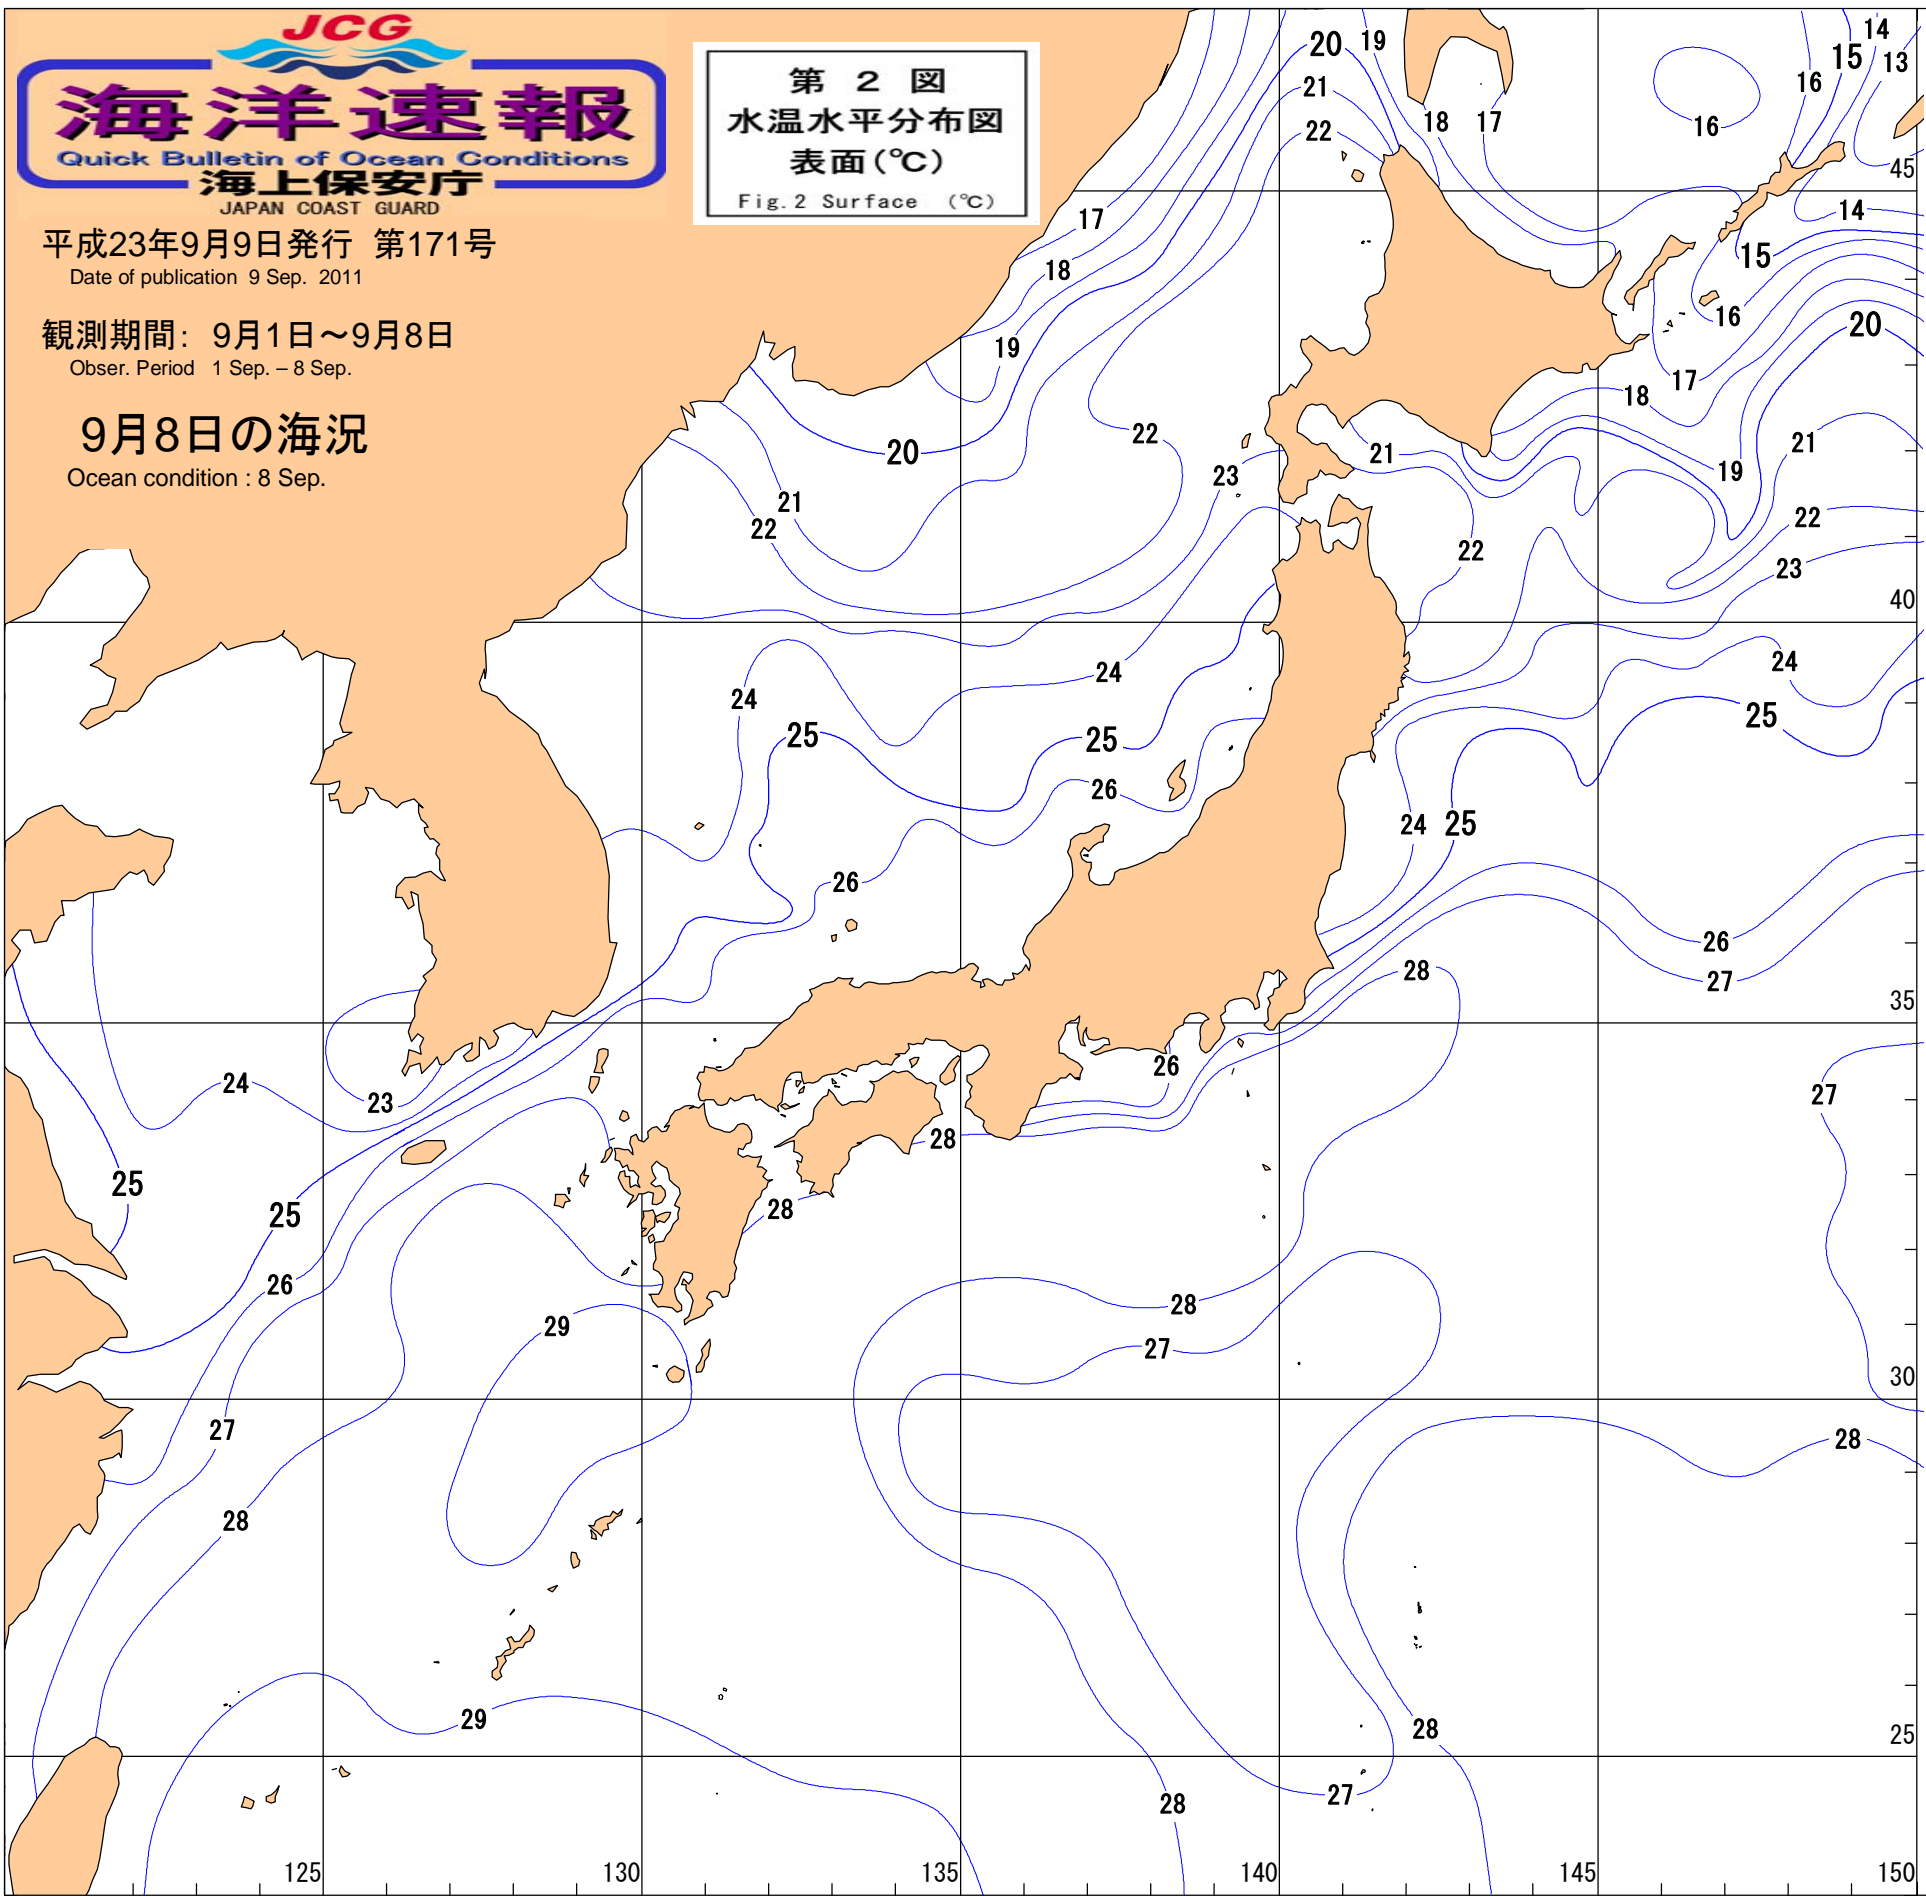 JCG
海洋速報
Quick Bulletin of Ocean Conditions
海上保安庁
JAPAN COAST GUARD
平成23年9月9日発行 第171号
Date of publication 9 Sep. 2011
観測期間: 9月1日～9月8日
Obser. Period 1 Sep. – 8 Sep.
9月8日の海況
Ocean condition : 8 Sep.
第 2 図
水温水平分布図
表面(℃)
Fig.2 Surface (℃)
20 19 14
15 13
21 16
22 18 17 16
45
17 14
18 15
16
19 20
17
18
22 21
20 21
23 19
21
22 22
22
23
40
24 24
24
25 25
25
26
24 25
26
26
28 27
35
26
24 27
23
28
25
28
25
26
28
29
27
30
27
28
28
29 28
25
27
28
125 130 135 140 145 150